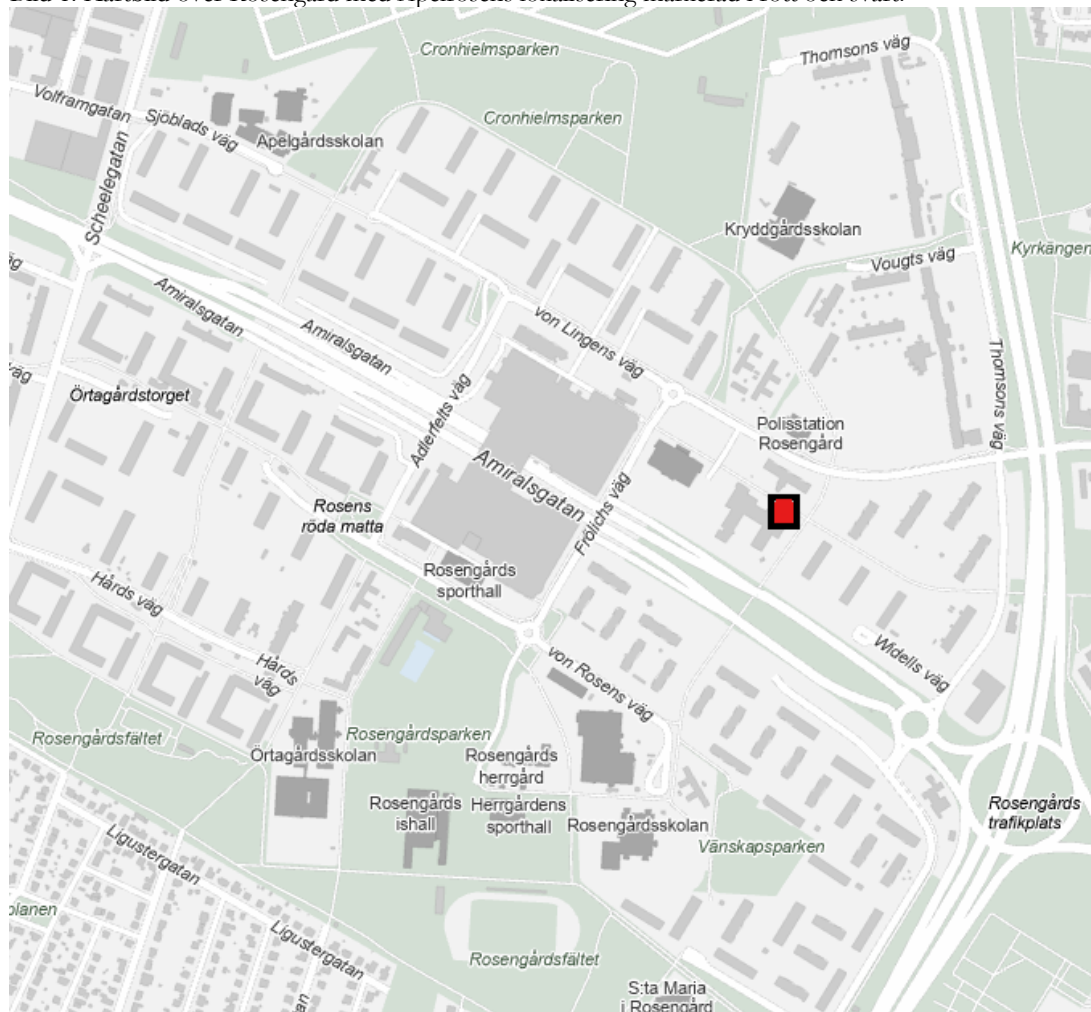 Cronhielmsparken
Thomsons väg
Volframgatan
Sjöblads väg
Cronhielmsparken
Apelgårdsskolan
Scheelegatan
Kryddgårdsskolan
Vougts väg
Kyrkängen
Amiralsgatan
Amiralsgatan
von Lingens väg
Thomsons väg
Örtagårdstorget
Adlerfelts väg
Polisstation
Rosengård
Amiralsgatan
Frölichs väg
Rosens
röda matta
Rosengårds
sporthall
Hårds väg
Hårds
väg
von Rosens väg
Widells väg
Rosengårdsfältet
Örtagårdsskolan
Rosengårdsparken
Rosengårds
herrgård
Rosengårds
ishall
Herrgårdens
sporthall
Rosengårdsskolan
Vänskapsparken
Rosengårds
trafikplats
Ligustergatan
planen
Ligustergatan
Rosengårdsfältet
S:ta Maria
i Rosengård